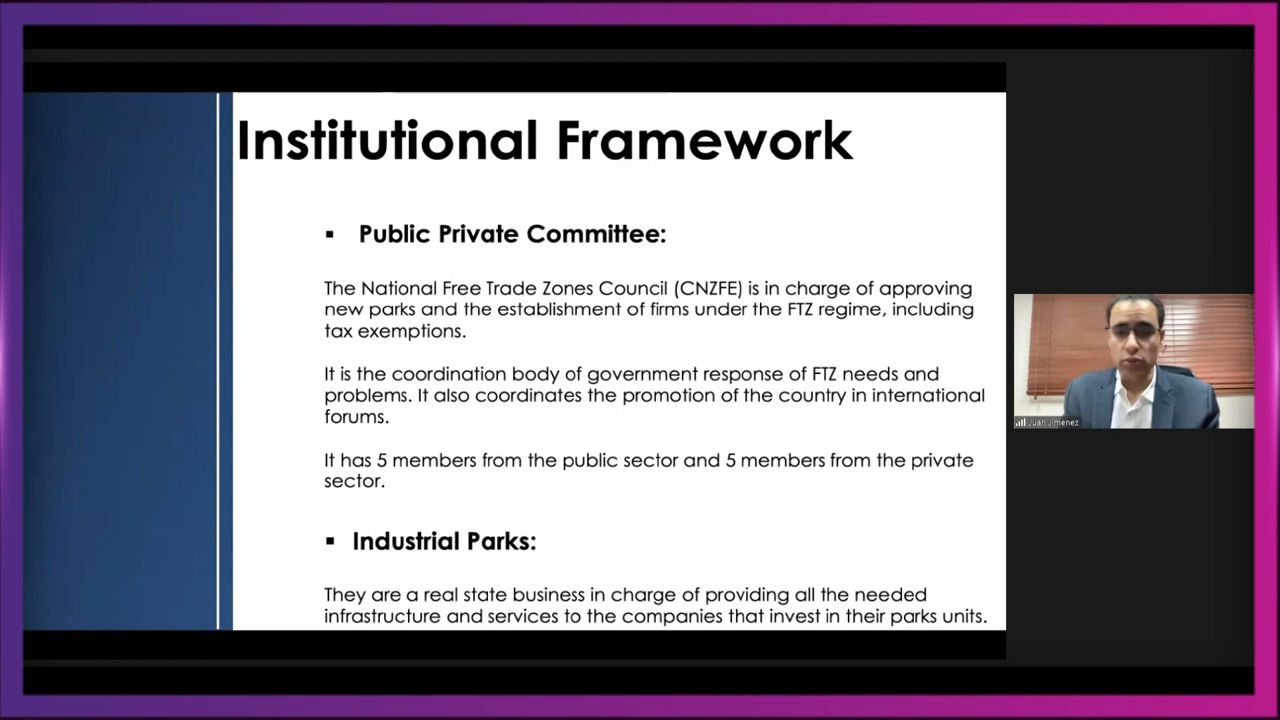 Institutional Framework
▪ Public Private Committee:
The National Free Trade Zones Council (CNZFE) is in charge of approving
new parks and the establishment of firms under the FTZ regime, including
tax exemptions.
It is the coordination body of government response of FTZ needs and
problems. It also coordinates the promotion of the country in international
forums.
It has 5 members from the public sector and 5 members from the private
sector.
▪ Industrial Parks:
They are a real state business in charge of providing all the needed
infrastructure and services to the companies that invest in their parks units.
Juan Jimenez